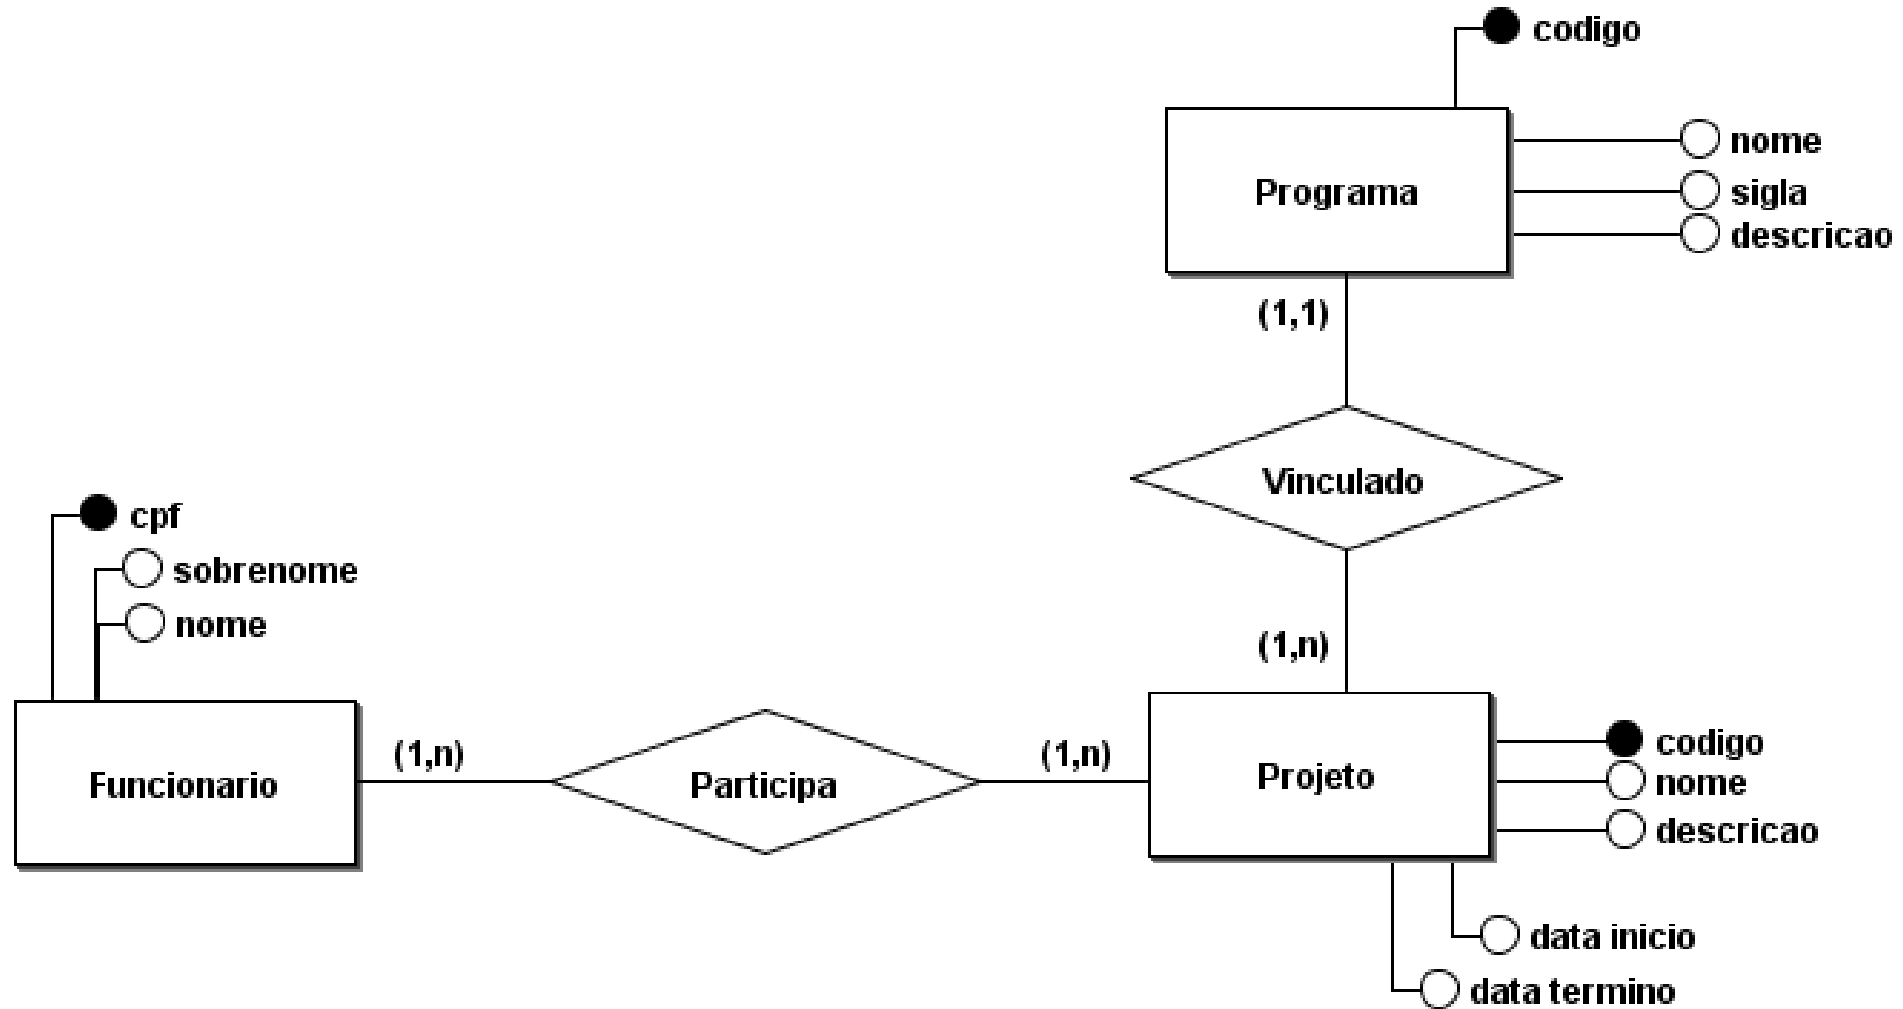 codigo
nome
Programa
sigla
descricao
(1,1)
Vinculado
cpf
sobrenome
nome
(1,n)
Funcionario
(1,n)
Participa
(1,n)
Projeto
codigo
nome
descricao
data inicio
data termino